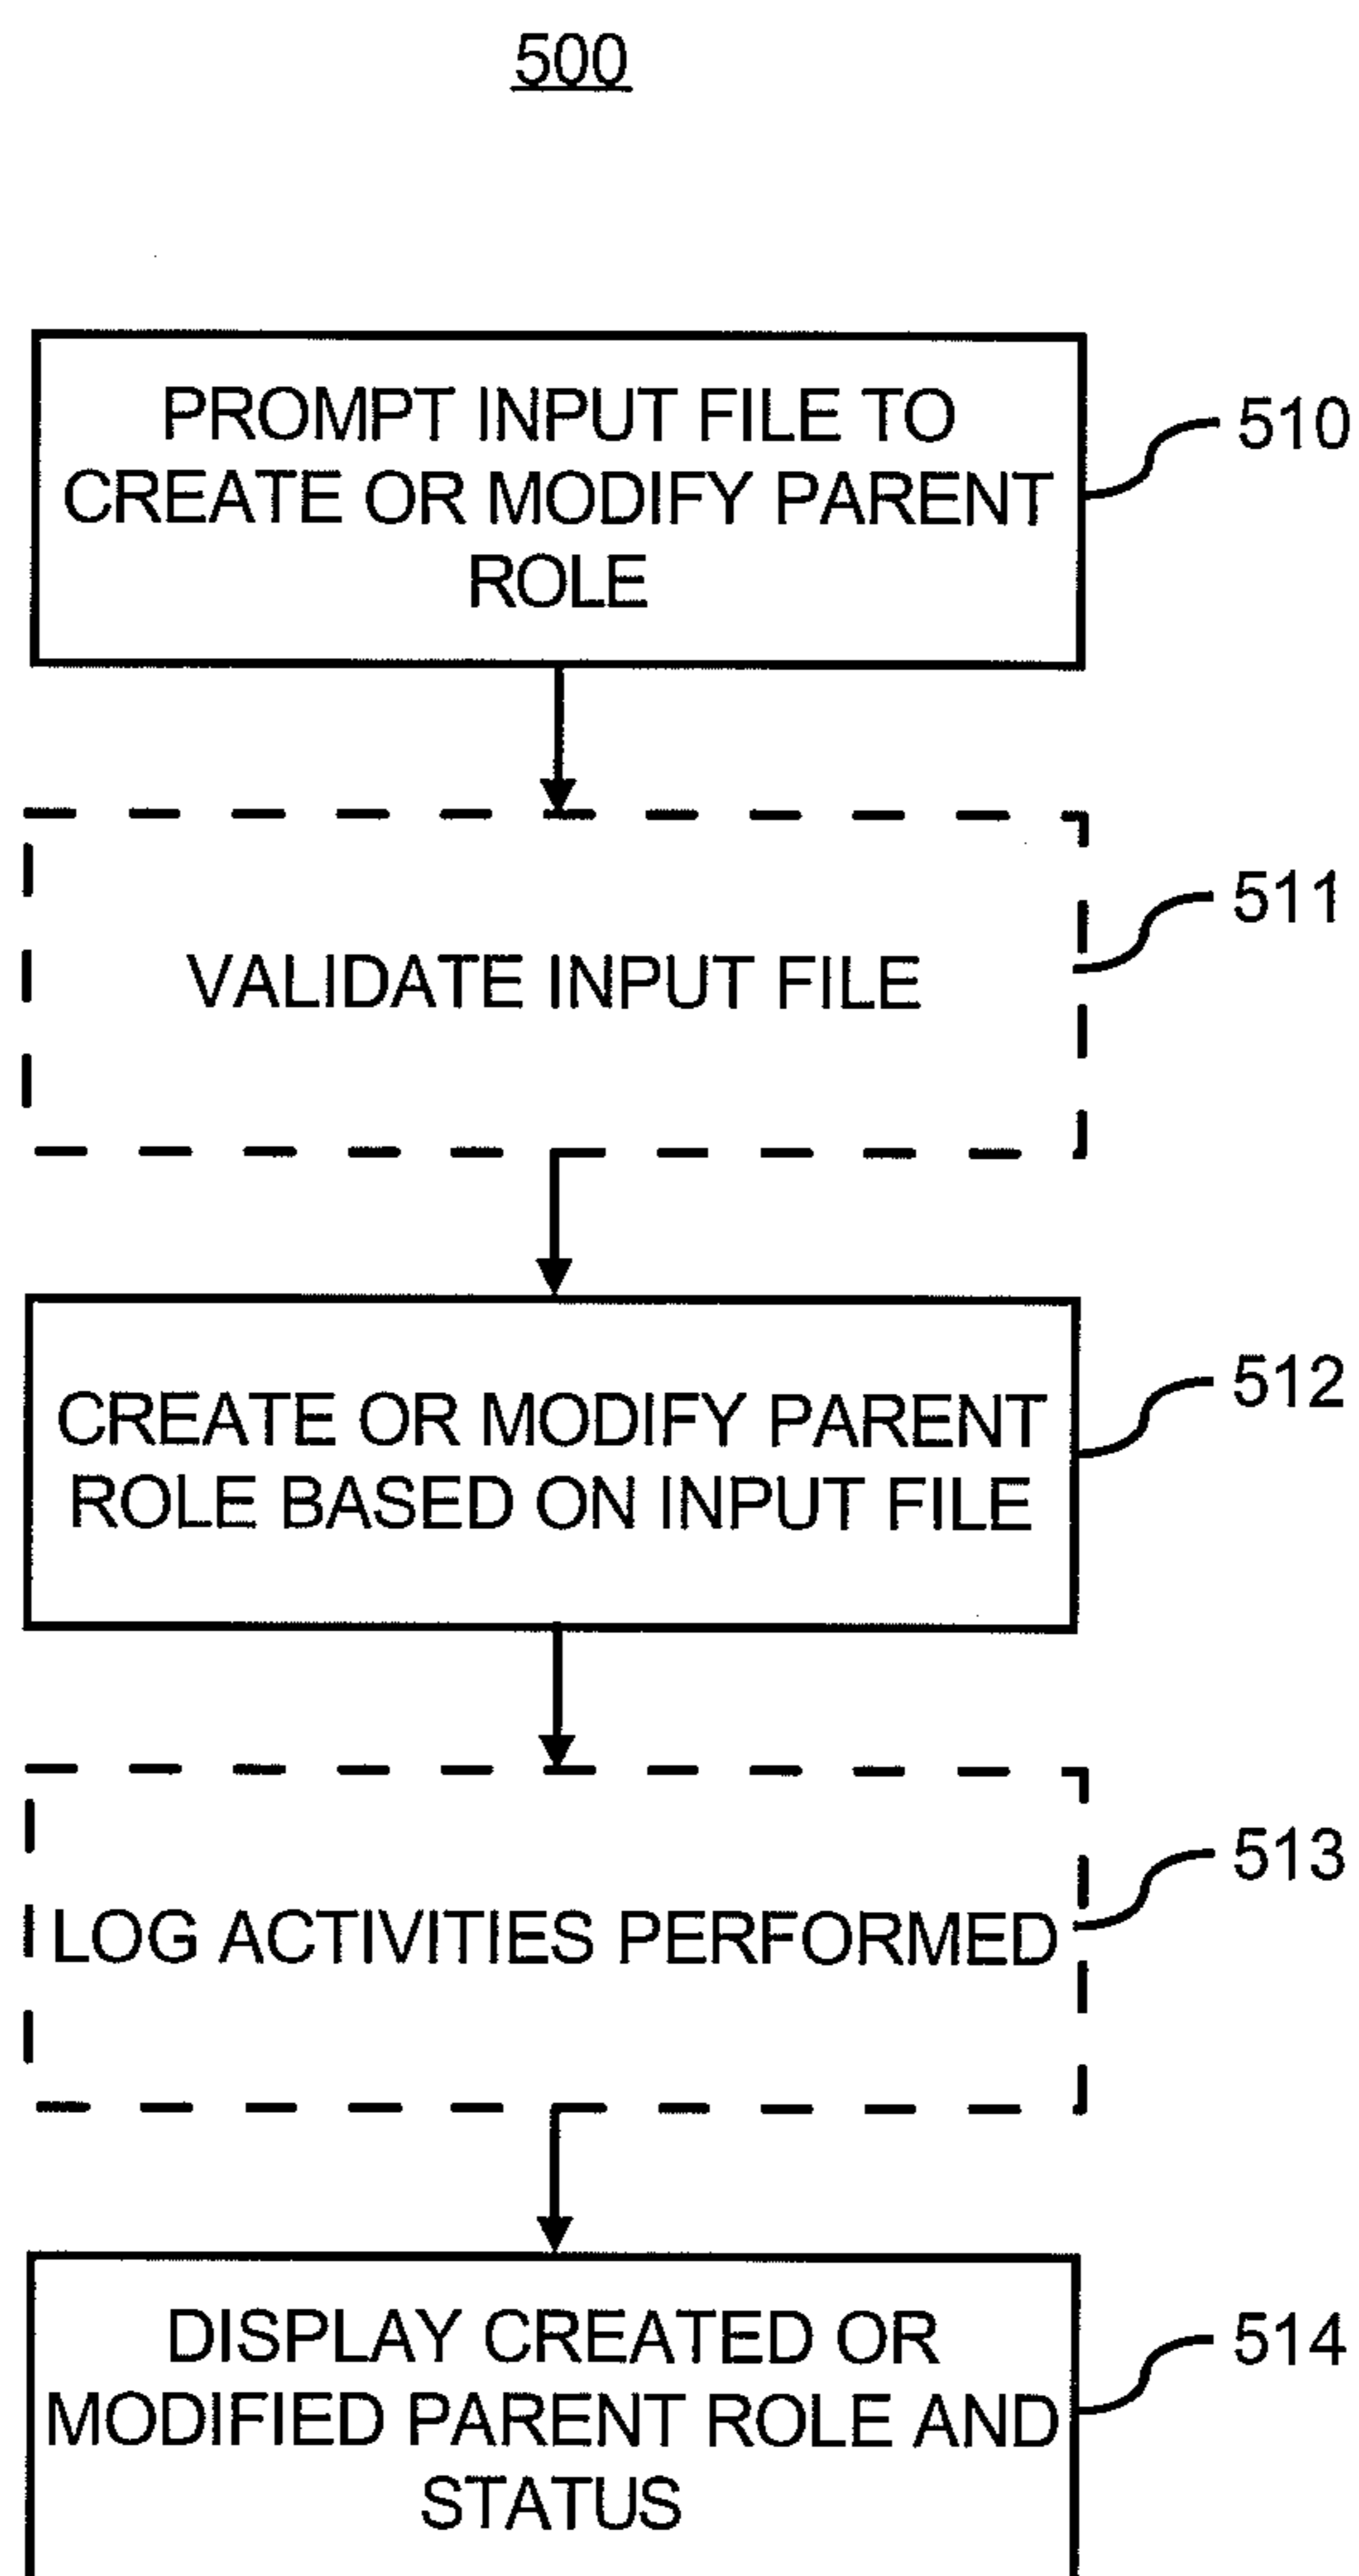 500
PROMPT INPUT FILE TO
CREATE OR MODIFY PARENT
ROLE
510
VALIDATE INPUT FILE
511
CREATE OR MODIFY PARENT
ROLE BASED ON INPUT FILE
512
LOG ACTIVITIES PERFORMED
513
DISPLAY CREATED OR
MODIFIED PARENT ROLE AND
STATUS
514